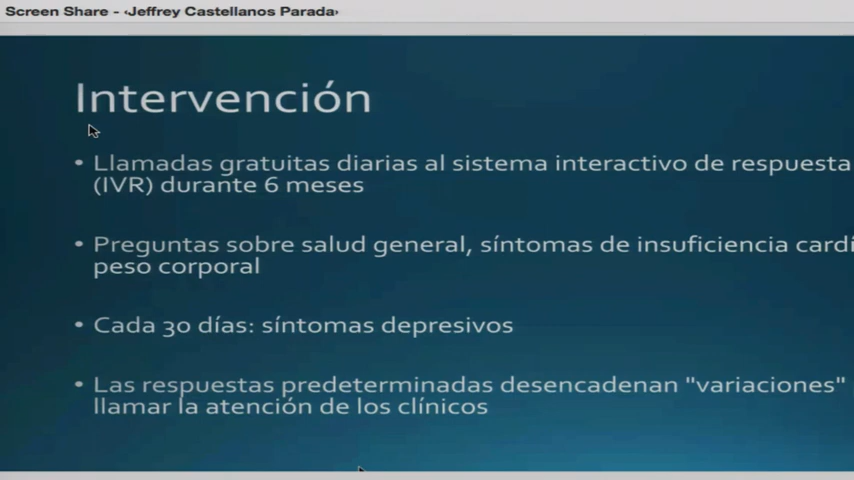 Screen Share - ‹Jeffrey Castellanos Parada›
Intervención
• Llamadas gratuitas diarias al sistema interactivo de respuesta
(IVR) durante 6 meses
• Preguntas sobre salud general, síntomas de insuficiencia
peso corporal
• Cada 30 días: síntomas depresivos
• Las respuestas predeterminadas desencadenan "variaciones"
llamar la atención de los clínicos